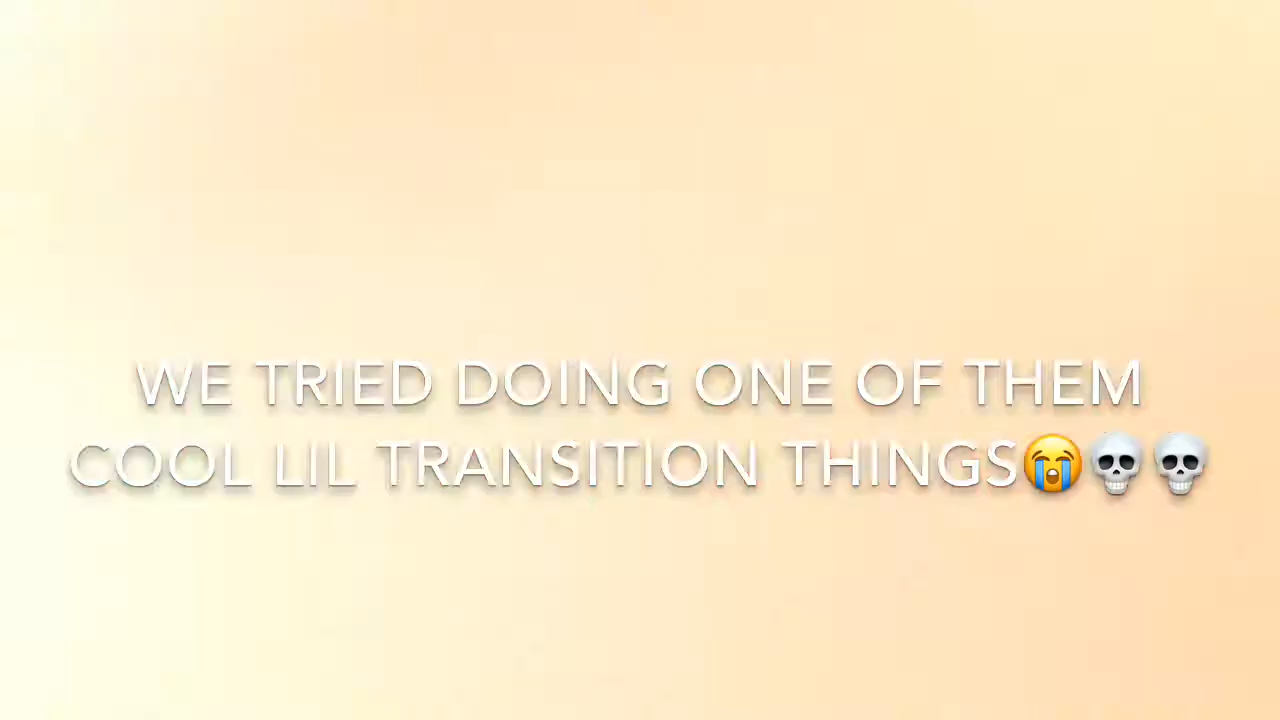 WE TRIED DOING ONE OF THEM
COOL LIL TRANSITION THINGS😭💀💀